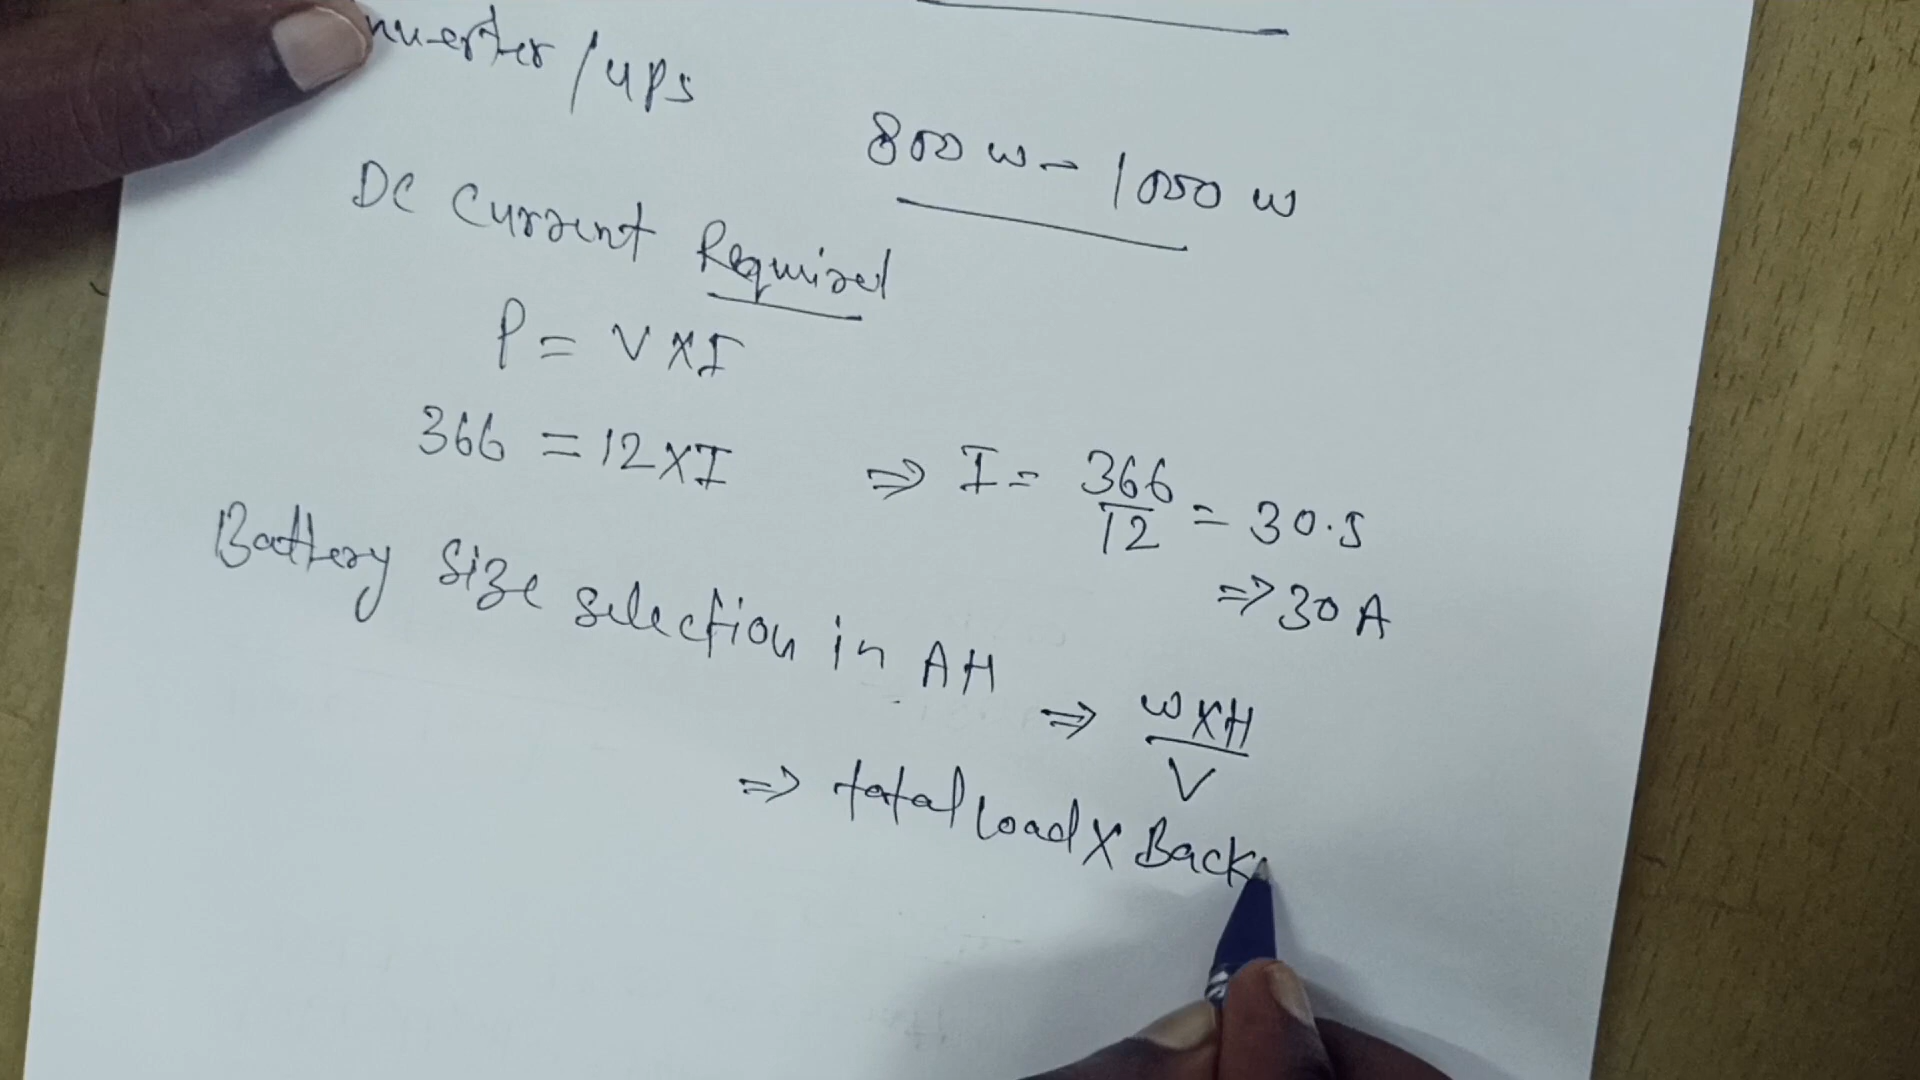 nverter/ups
800 w - 1000 w
DC Current Required
P = V X I
366 = 12 X I ⇒ I = 366/12 = 30.5
⇒ 30 A
Battery Size selection in AH ⇒ W X H / V
⇒ total Load X Back